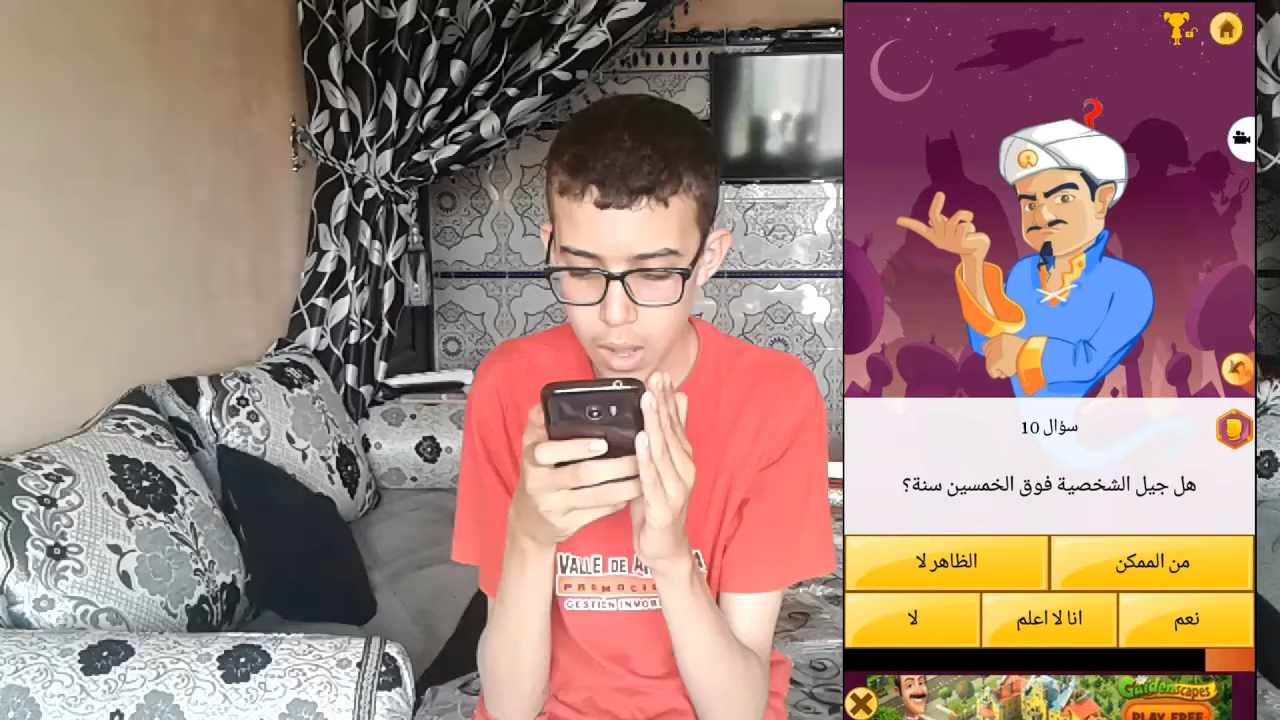 سؤال 10
هل جيل الشخصية فوق الخمسين سنة؟
من الممكن
الظاهر لا
نعم
انا لا اعلم
لا
VALLE DE
PROMOCI
GESTION INMOBI
Gardenscapes
PLAY FREE